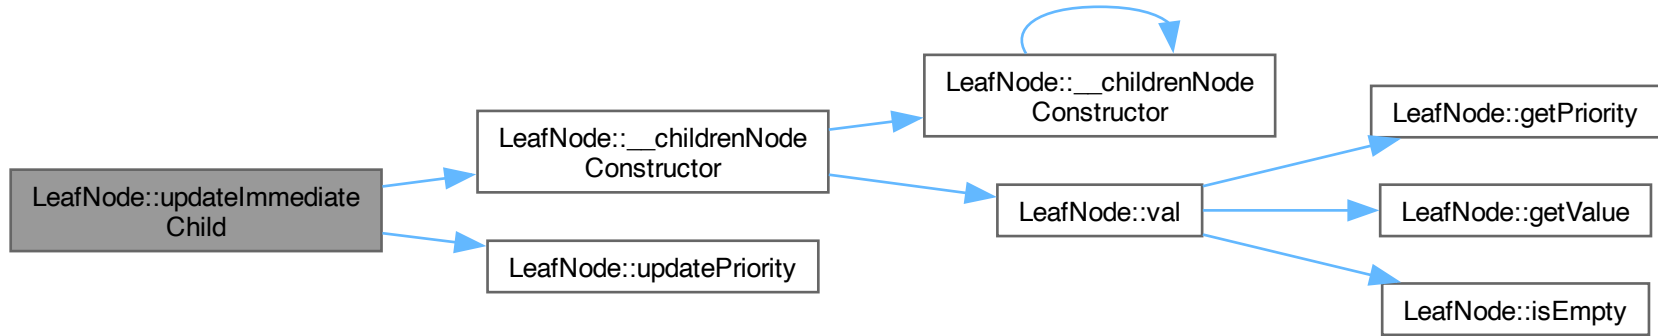 LeafNode::updateImmediate
Child
LeafNode::__childrenNode
Constructor
LeafNode::updatePriority
LeafNode::__childrenNode
Constructor
LeafNode::val
LeafNode::getPriority
LeafNode::getValue
LeafNode::isEmpty